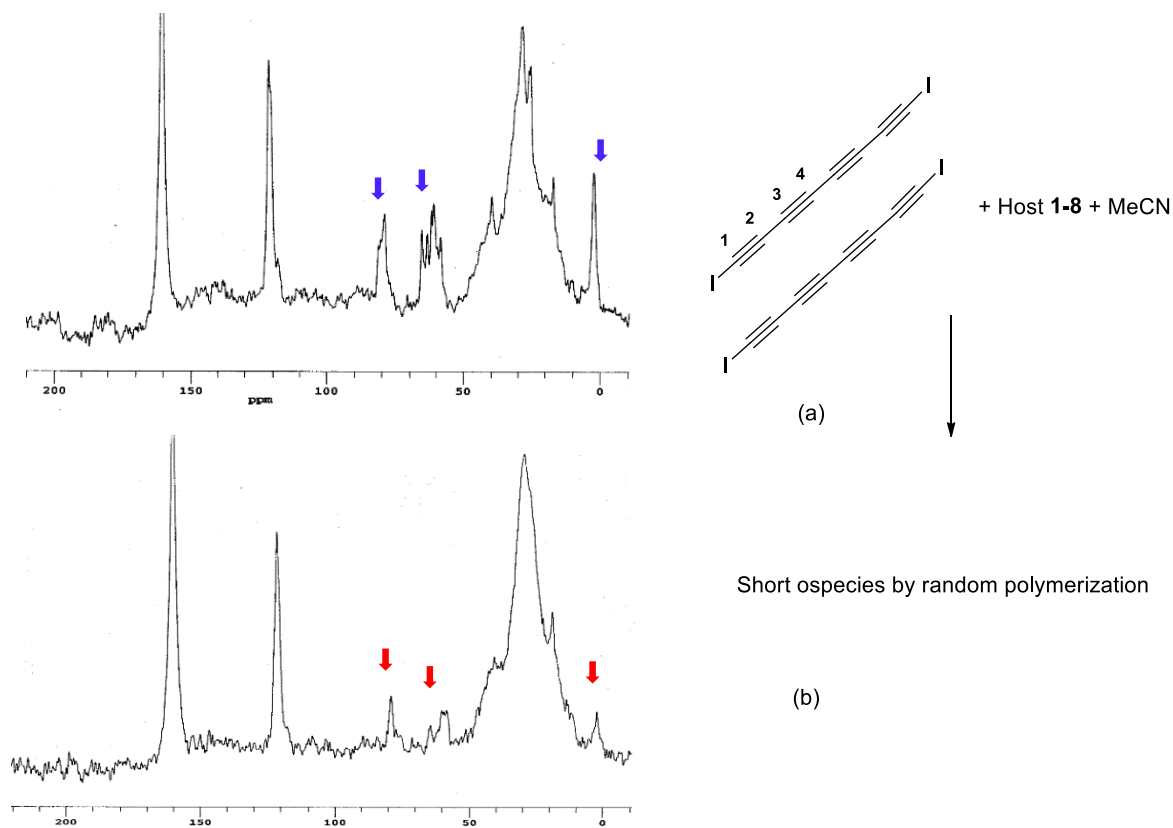 I
4
3
I
2
1
+ Host 1-8 + MeCN
I
I
200 150 100 50 0
ppm
(a)
Short ospecies by random polymerization
(b)
200 150 100 50 0